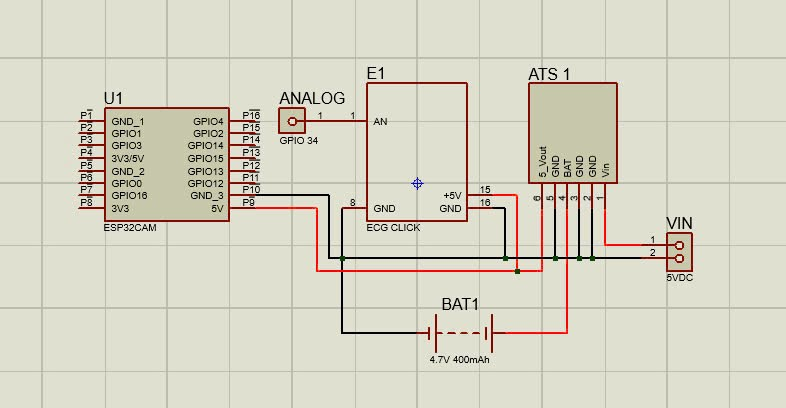 U1
P1 GND_1 GPIO4 P16
P2 GPIO1 GPIO2 P15
P3 GPIO3 GPIO14 P14
P4 3V3/5V GPIO15 P13
P5 GND_2 GPIO13 P12
P6 GPIO0 GPIO12 P11
P7 GPIO16 GND_3 P10
P8 3V3 5V P9
ESP32CAM
ANALOG
1
GPIO 34
E1
1 AN
+5V 15
8 GND GND 16
ECG CLICK
ATS 1
5_Vout
GND
BAT
GND
GND
Vin
6 5 4 3 2 1
VIN
1
2
5VDC
BAT1
4.7V 400mAh